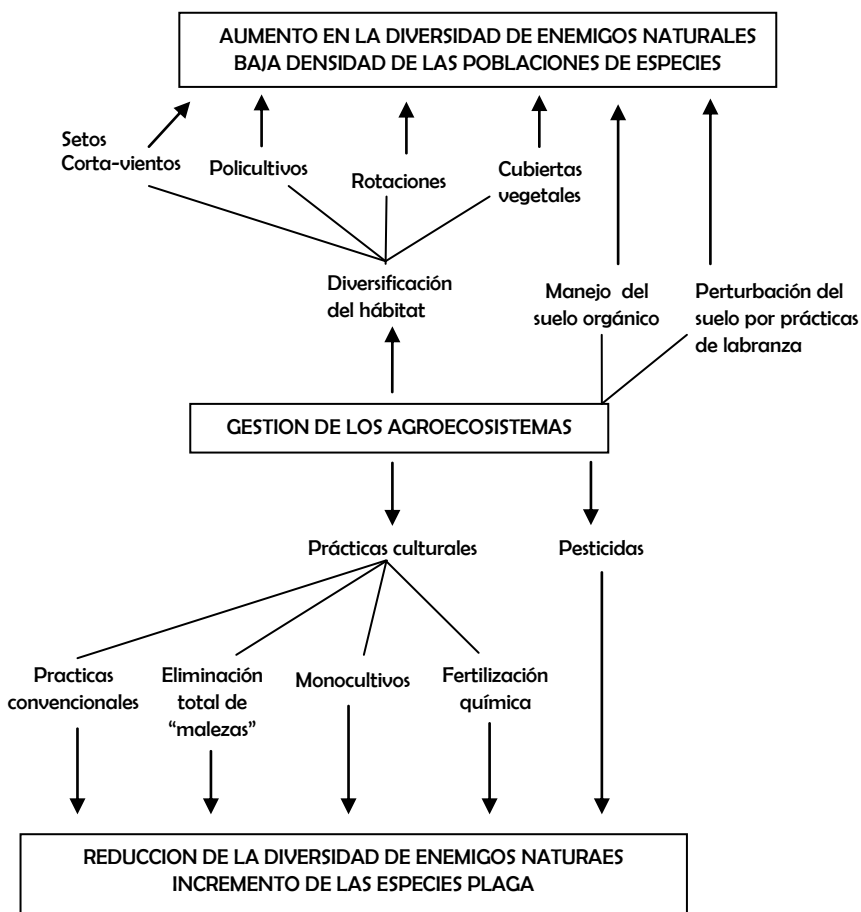 AUMENTO EN LA DIVERSIDAD DE ENEMIGOS NATURALES
BAJA DENSIDAD DE LAS POBLACIONES DE ESPECIES
Setos
Corta-vientos
Policultivos
Rotaciones
Cubiertas
vegetales
Diversificación
del hábitat
Manejo del
suelo orgánico
Perturbación del
suelo por prácticas
de labranza
GESTION DE LOS AGROECOSISTEMAS
Prácticas culturales
Pesticidas
Practicas
convencionales
Eliminación
total de
“malezas”
Monocultivos
Fertilización
química
REDUCCION DE LA DIVERSIDAD DE ENEMIGOS NATURAES
INCREMENTO DE LAS ESPECIES PLAGA